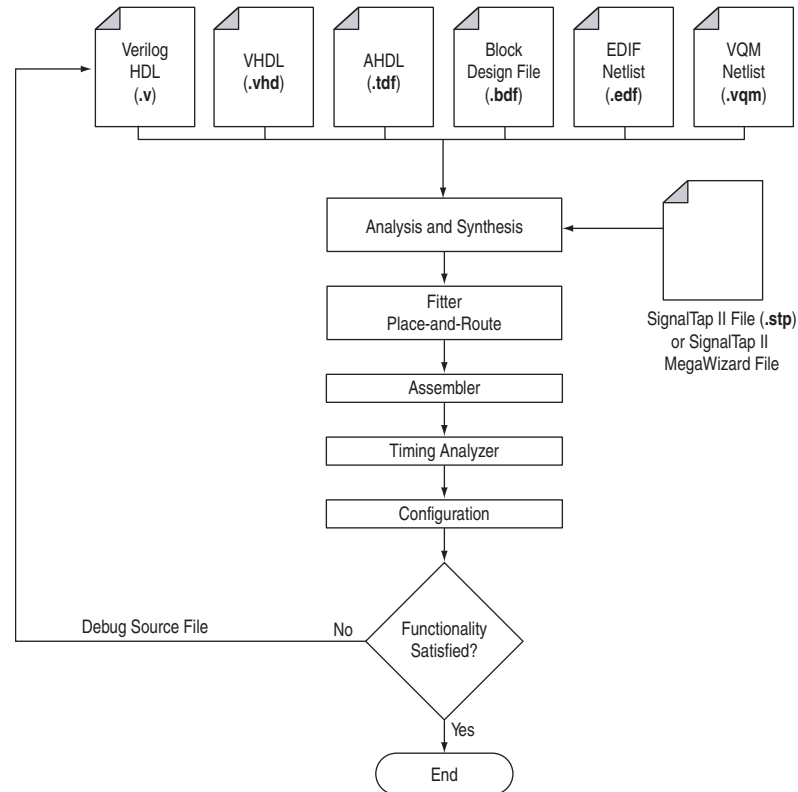 Verilog
HDL
(.v)
VHDL
(.vhd)
AHDL
(.tdf)
Block
Design File
(.bdf)
EDIF
Netlist
(.edf)
VQM
Netlist
(.vqm)
Analysis and Synthesis
SignalTap II File (.stp)
or SignalTap II
MegaWizard File
Fitter
Place-and-Route
Assembler
Timing Analyzer
Configuration
Debug Source File
No
Functionality
Satisfied?
Yes
End